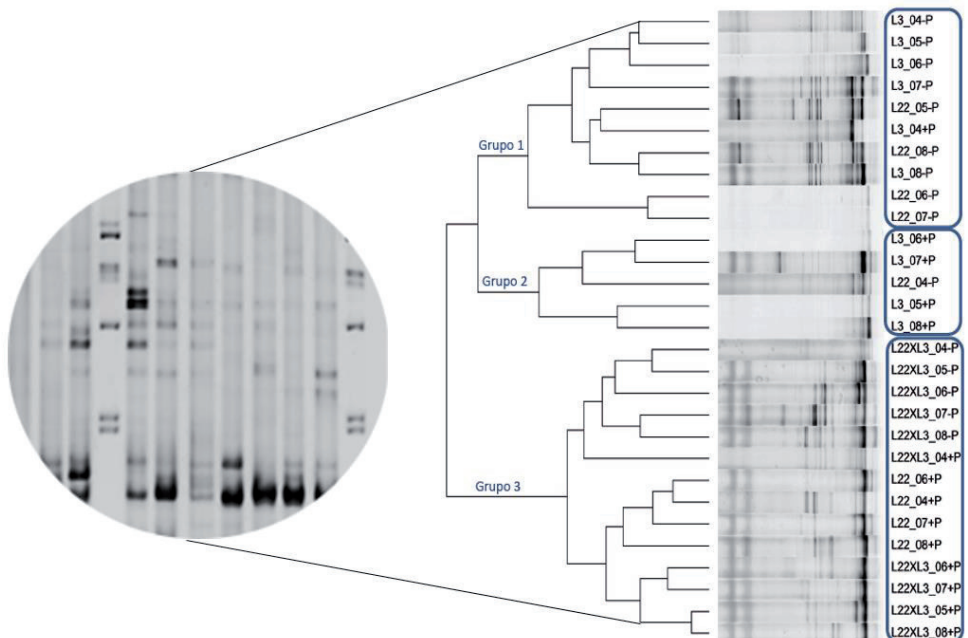 L3_04-P
L3_05-P
L3_06-P
L3_07-P
L22_05-P
L3_04+P
Grupo 1
L22_08-P
L3_08-P
L22_06-P
L22_07-P
L3_06+P
L3_07+P
Grupo 2
L22_04-P
L3_05+P
L3_08+P
L22XL3_04-P
L22XL3_05-P
L22XL3_06-P
L22XL3_07-P
L22XL3_08-P
L22XL3_04+P
L22_06+P
Grupo 3
L22_04+P
L22_07+P
L22_08+P
L22XL3_06+P
L22XL3_07+P
L22XL3_05+P
L22XL3_08+P